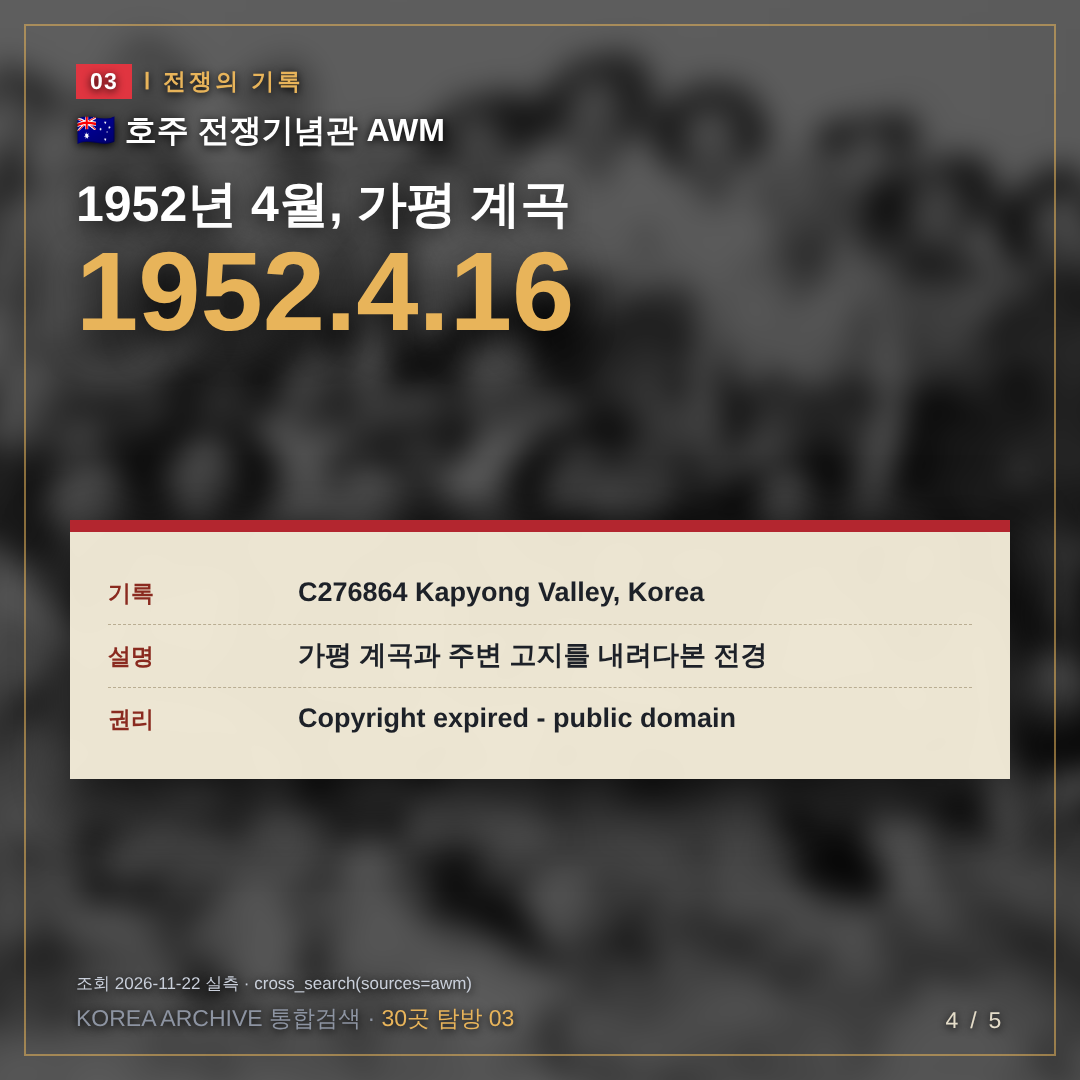 03 | 전쟁의 기록
🇦🇺 호주 전쟁기념관 AWM
1952년 4월, 가평 계곡
1952.4.16
기록 C276864 Kapyong Valley, Korea
설명 가평 계곡과 주변 고지를 내려다본 전경
권리 Copyright expired - public domain
조회 2026-11-22 실측 · cross_search(sources=awm)
KOREA ARCHIVE 통합검색 · 30곳 탐방 03
4 / 5